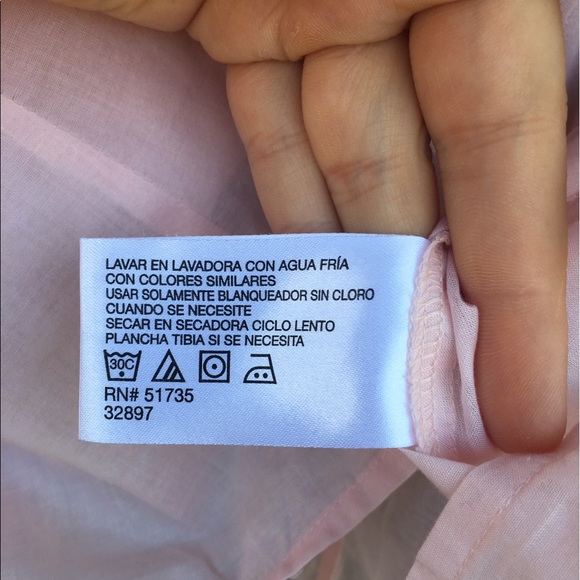 LAVAR EN LAVADORA CON AGUA FRÍA
CON COLORES SIMILARES
USAR SOLAMENTE BLANQUEADOR SIN CLORO
CUANDO SE NECESITE
SECAR EN SECADORA CICLO LENTO
PLANCHA TIBIA SI SE NECESITA
30C
RN# 51735
32897